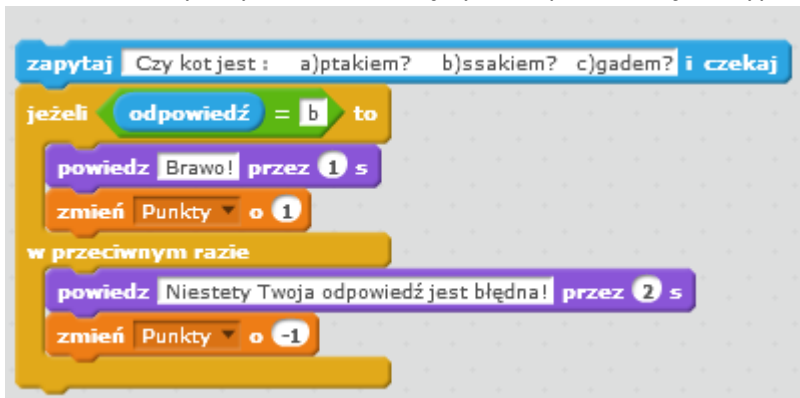 zapytaj Czy kot jest : a)ptakiem? b)ssakiem? c)gadem? i czekaj
jeżeli odpowiedź = b to
powiedz Brawo! przez 1 s
zmień Punkty o 1
w przeciwnym razie
powiedz Niestety Twoja odpowiedź jest błędna! przez 2 s
zmień Punkty o -1